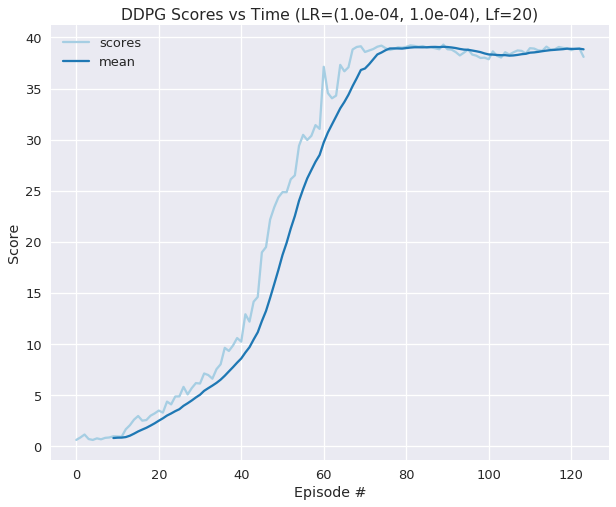 DDPG Scores vs Time (LR=(1.0e-04, 1.0e-04), Lf=20)
scores
mean
Score
40
35
30
25
20
15
10
5
0
0 20 40 60 80 100 120
Episode #